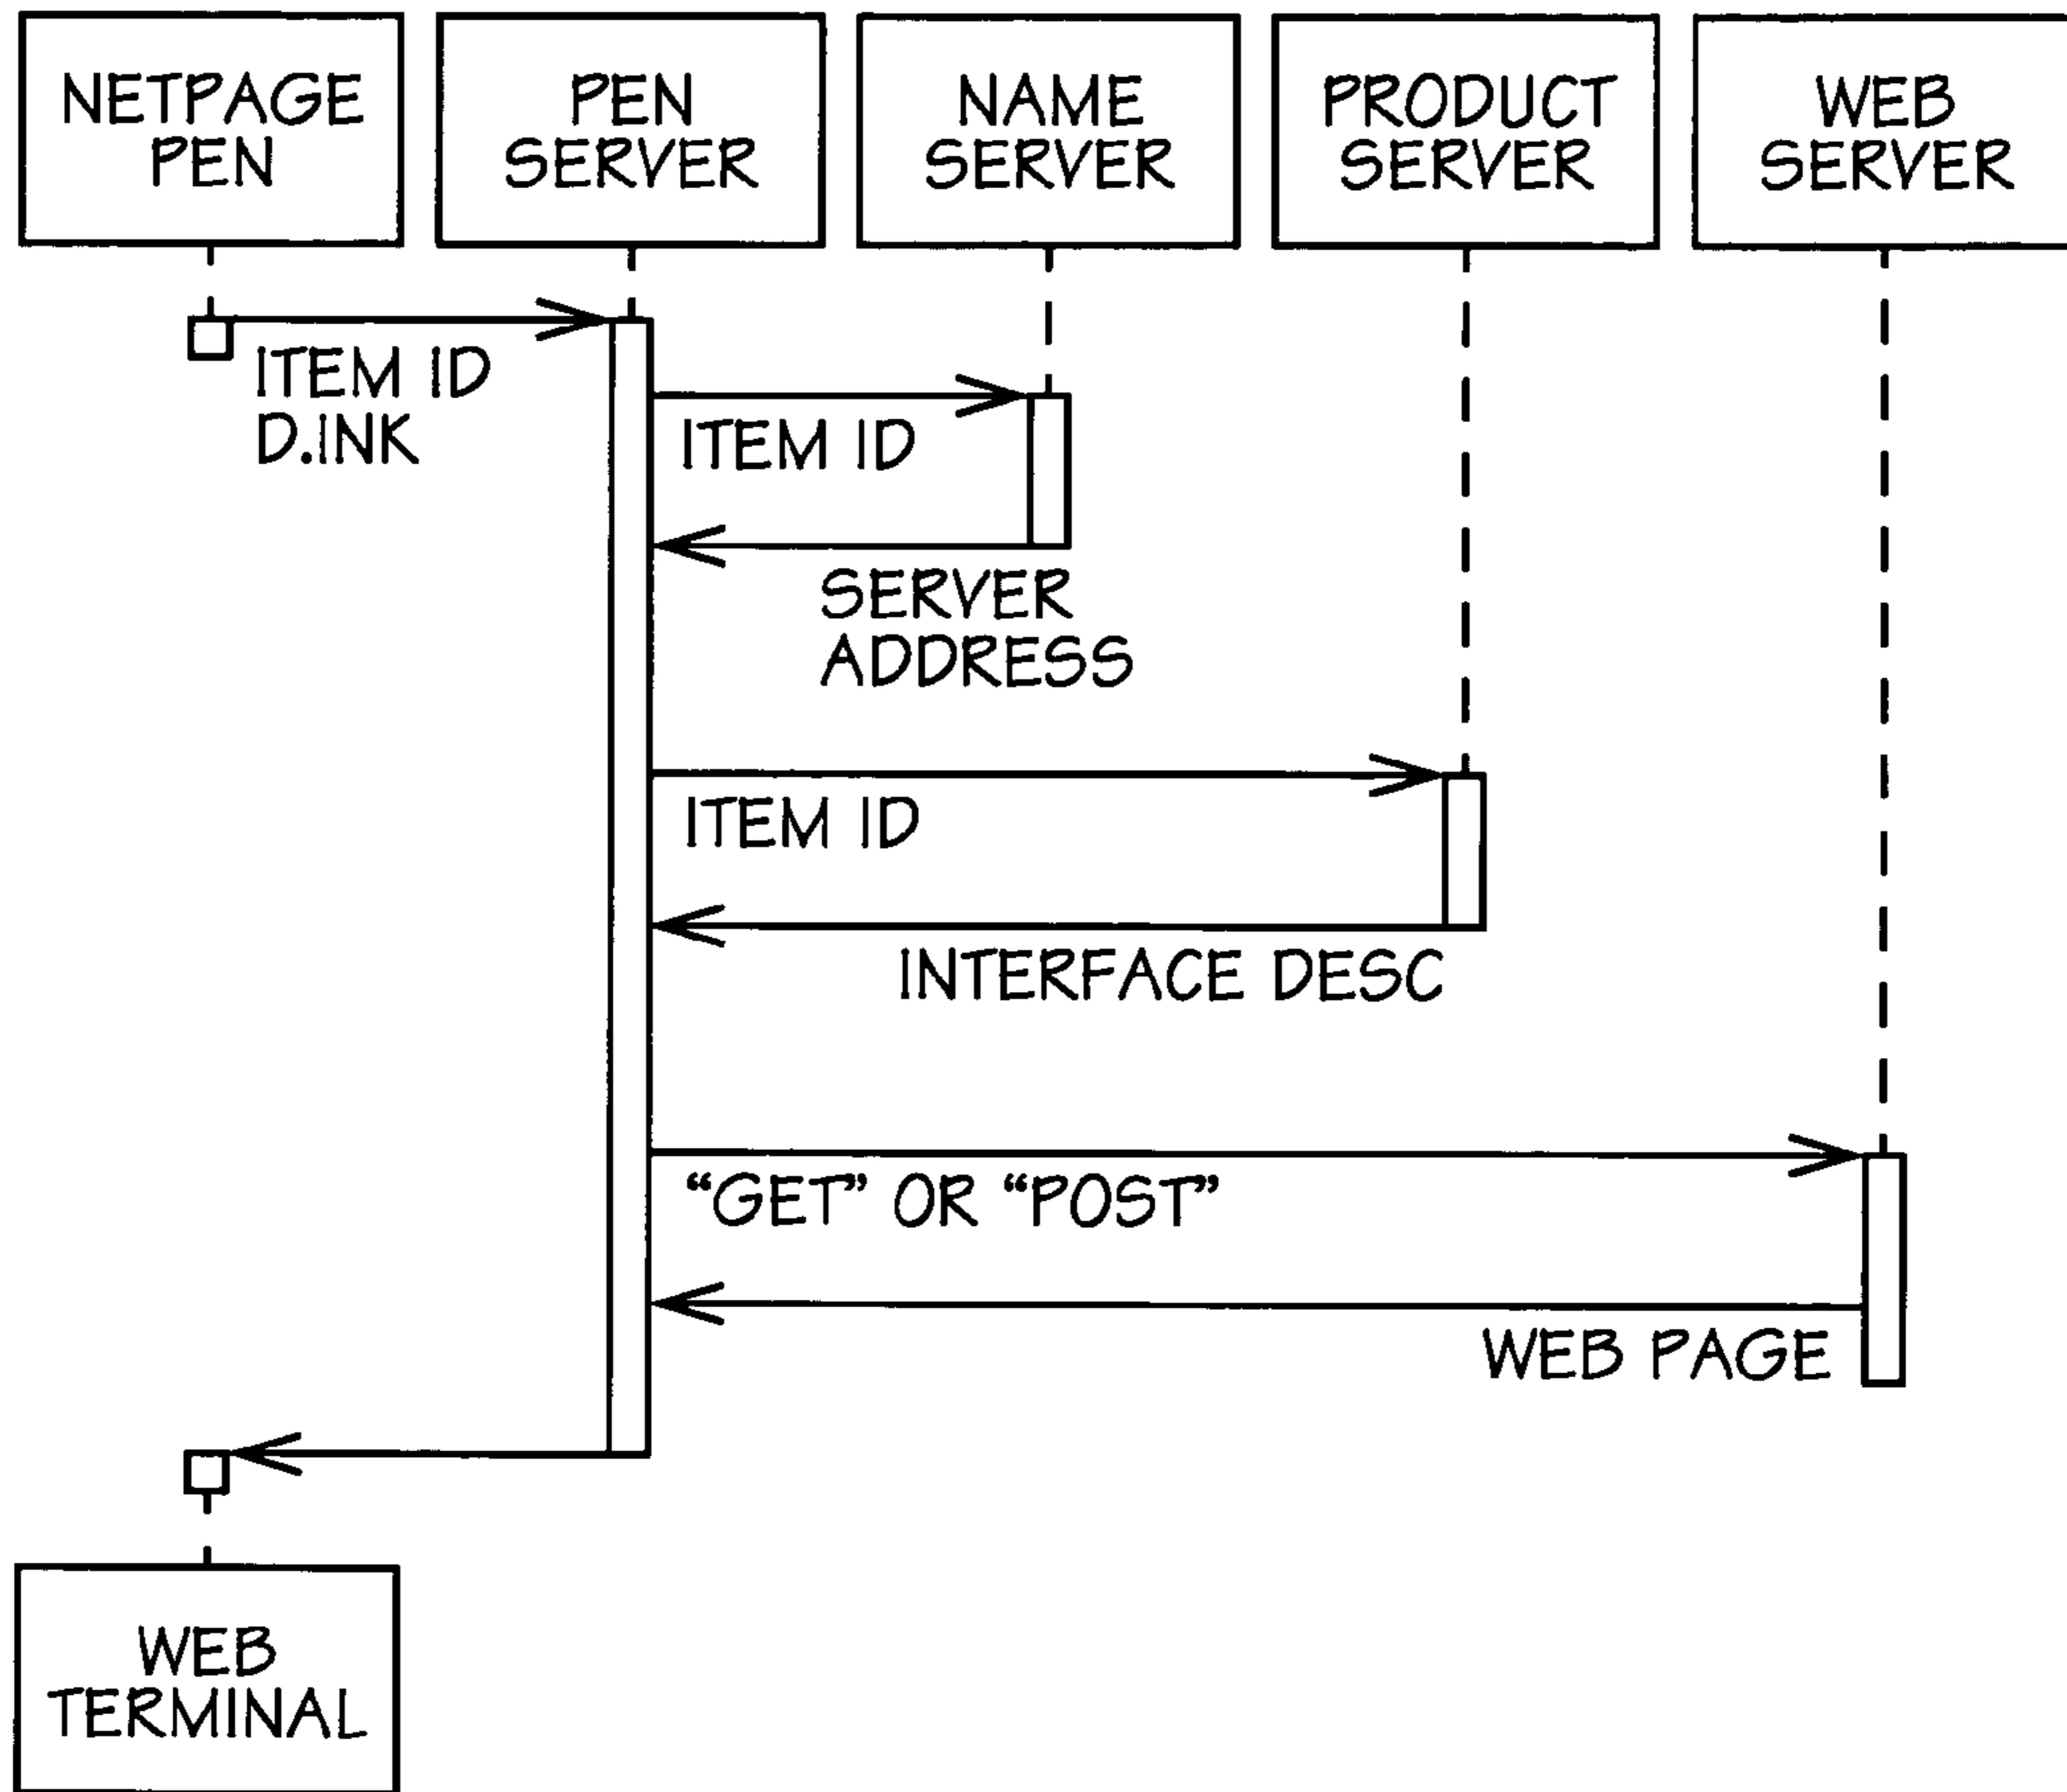 NETPAGE
PEN
PEN
SERVER
NAME
SERVER
PRODUCT
SERVER
WEB
SERVER
ITEM ID
D.INK
ITEM ID
SERVER
ADDRESS
ITEM ID
INTERFACE DESC
“GET” OR “POST”
WEB PAGE
WEB
TERMINAL